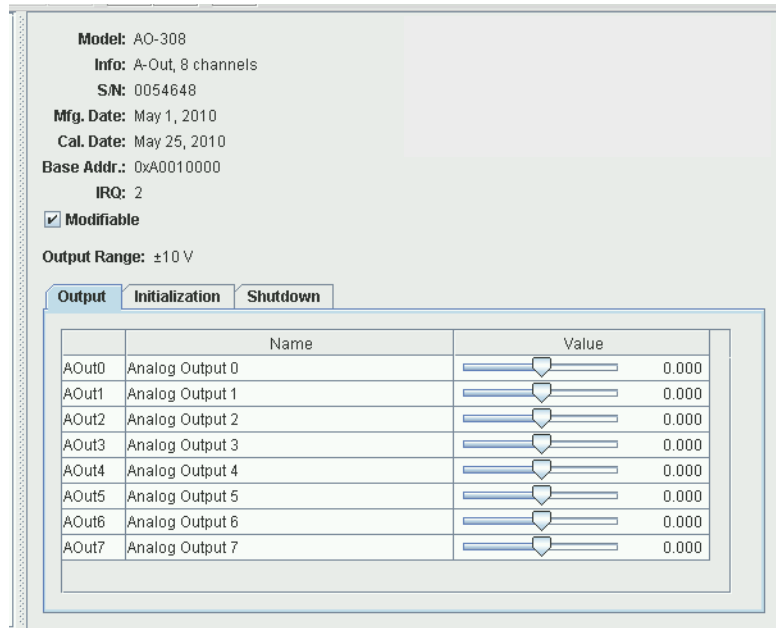 Model: AO-308
Info: A-Out, 8 channels
S/N: 0054648
Mfg. Date: May 1, 2010
Cal. Date: May 25, 2010
Base Addr.: 0xA0010000
IRQ: 2
Modifiable
Output Range: ±10 V
Output Initialization Shutdown
Name Value
AOut0 Analog Output 0 0.000
AOut1 Analog Output 1 0.000
AOut2 Analog Output 2 0.000
AOut3 Analog Output 3 0.000
AOut4 Analog Output 4 0.000
AOut5 Analog Output 5 0.000
AOut6 Analog Output 6 0.000
AOut7 Analog Output 7 0.000